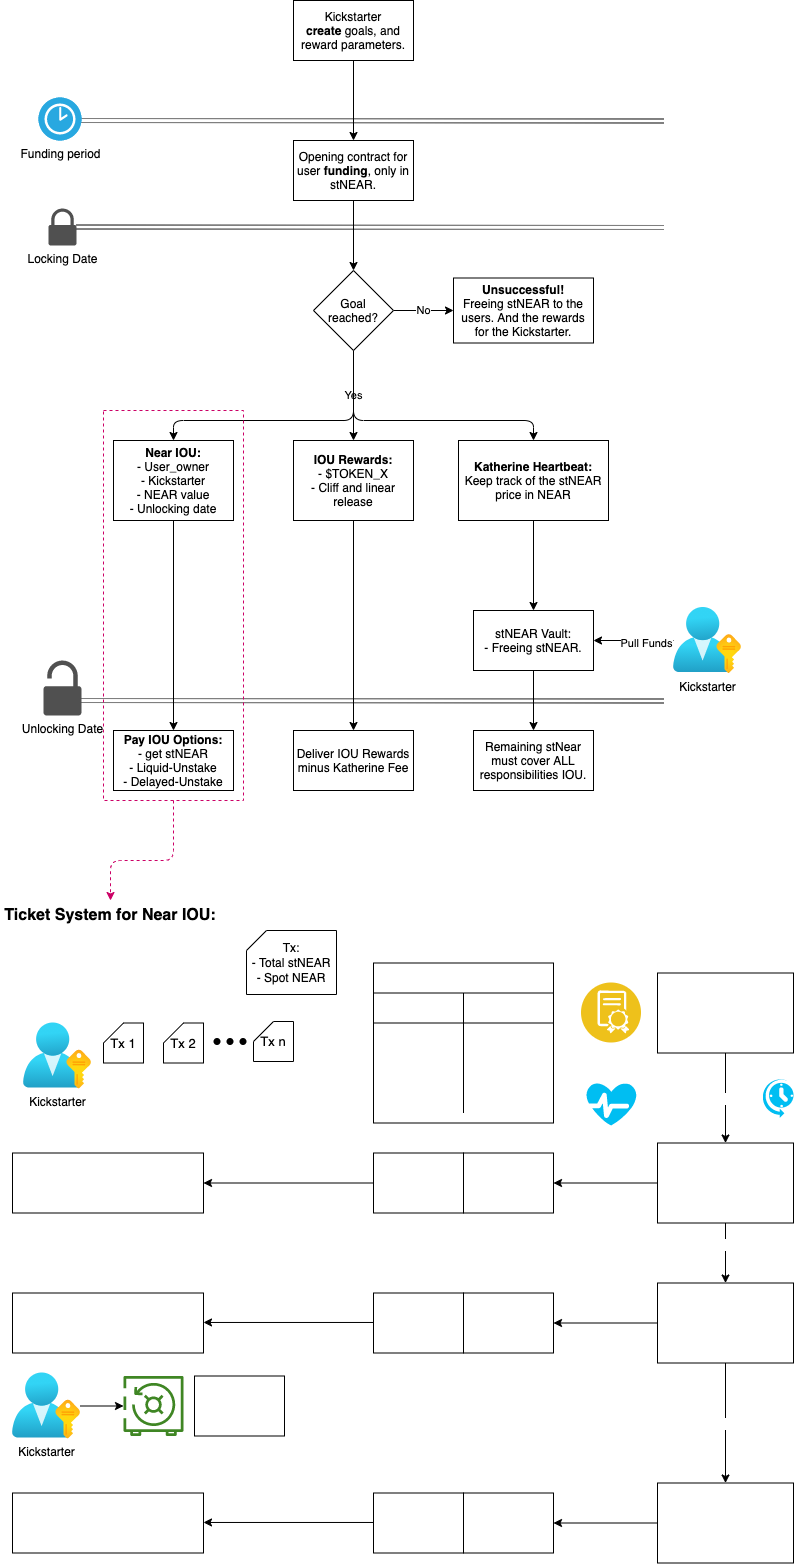 Kickstarter
create goals, and
reward parameters.
Funding period
Opening contract for
user funding, only in
stNEAR.
Locking Date
Goal
reached?
No
Unsuccessful!
Freeing stNEAR to the
users. And the rewards
for the Kickstarter.
Yes
Near IOU:
- User_owner
- Kickstarter
- NEAR value
- Unlocking date
IOU Rewards:
- $TOKEN_X
- Cliff and linear
release
Katherine Heartbeat:
Keep track of the stNEAR
price in NEAR
stNEAR Vault:
- Freeing stNEAR.
Pull Funds
Kickstarter
Unlocking Date
Pay IOU Options:
- get stNEAR
- Liquid-Unstake
- Delayed-Unstake
Deliver IOU Rewards
minus Katherine Fee
Remaining stNear
must cover ALL
responsibilities IOU.
Ticket System for Near IOU:
Tx:
- Total stNEAR
- Spot NEAR
Tx 1
Tx 2
Tx n
Kickstarter
Kickstarter